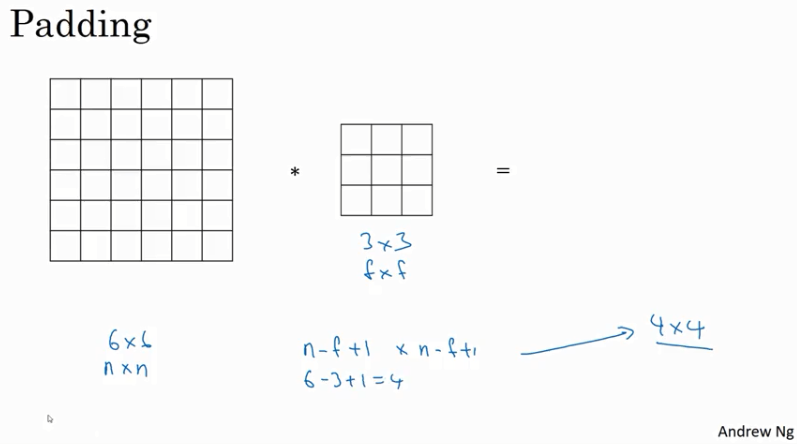 Padding
* =
3 × 3
f × f
6 × 6
n × n
n - f + 1 × n - f + 1
6 - 3 + 1 = 4
4 × 4
Andrew Ng